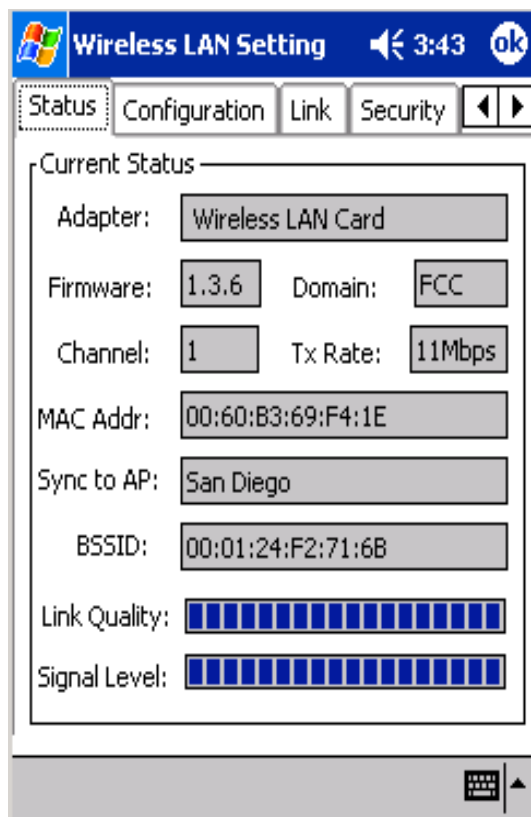 Wireless LAN Setting 3:43 ok
Status Configuration Link Security
Current Status
Adapter: Wireless LAN Card
Firmware: 1.3.6 Domain: FCC
Channel: 1 Tx Rate: 11Mbps
MAC Addr: 00:60:B3:69:F4:1E
Sync to AP: San Diego
BSSID: 00:01:24:F2:71:6B
Link Quality:
Signal Level: